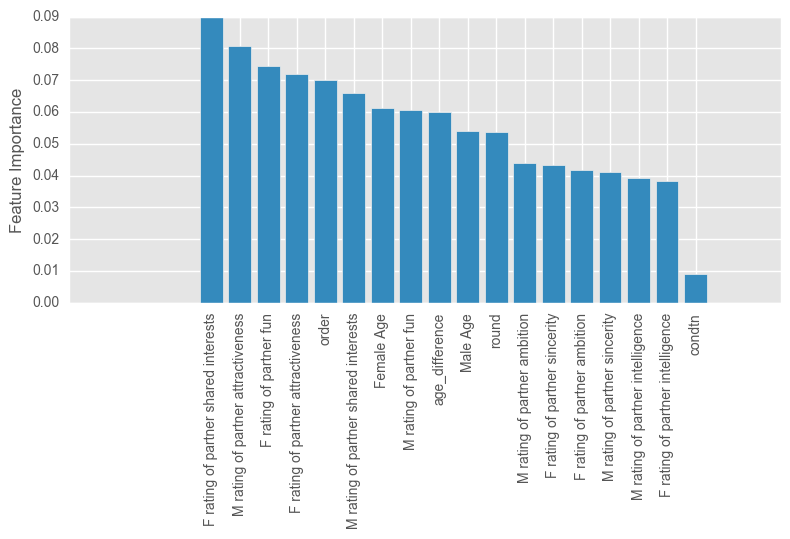 0.09
0.08
0.07
0.06
0.05
0.04
0.03
0.02
0.01
0.00
Feature Importance
F rating of partner shared interests
M rating of partner attractiveness
F rating of partner fun
F rating of partner attractiveness
order
M rating of partner shared interests
Female Age
M rating of partner fun
age_difference
Male Age
round
M rating of partner ambition
F rating of partner sincerity
F rating of partner ambition
M rating of partner sincerity
M rating of partner intelligence
F rating of partner intelligence
condtn